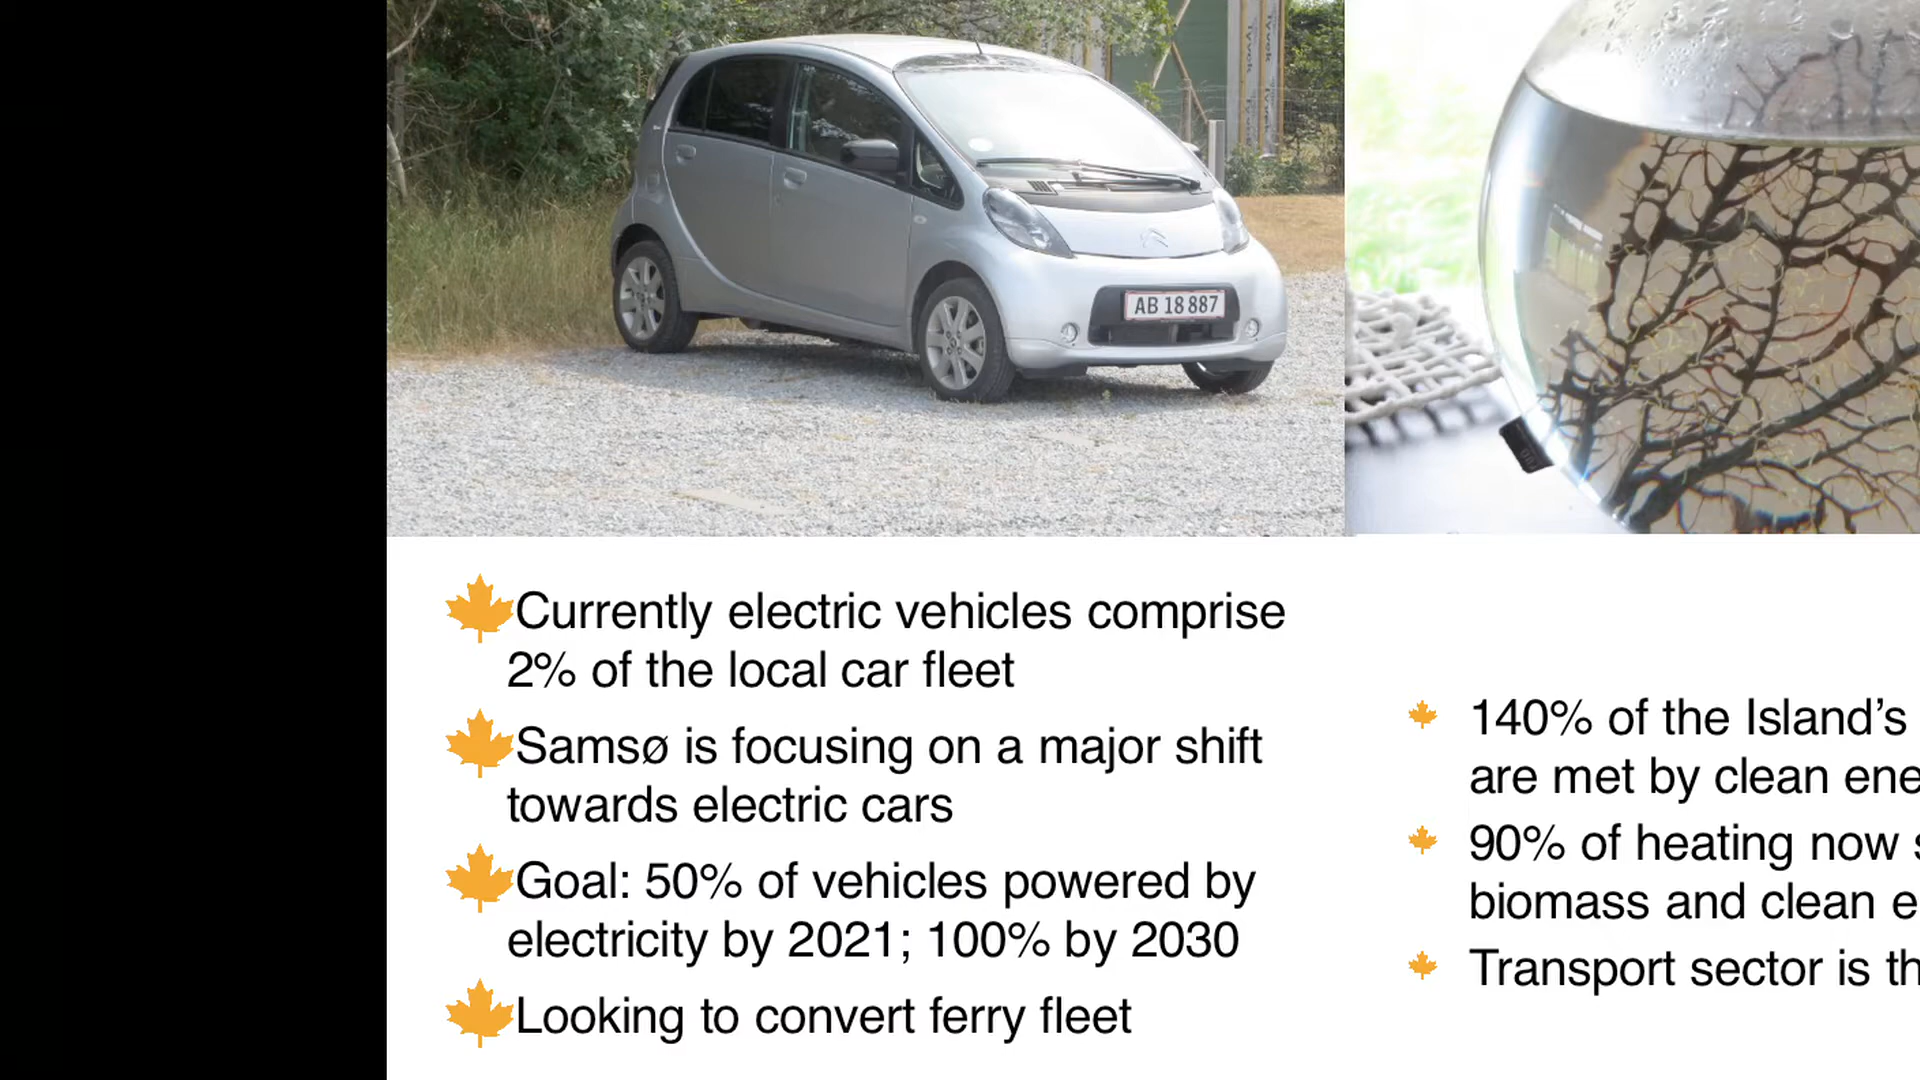 AB 18 887
Currently electric vehicles comprise
2% of the local car fleet
Samsø is focusing on a major shift
towards electric cars
Goal: 50% of vehicles powered by
electricity by 2021; 100% by 2030
Looking to convert ferry fleet
140% of the Island’s
are met by clean ene
90% of heating now s
biomass and clean e
Transport sector is th